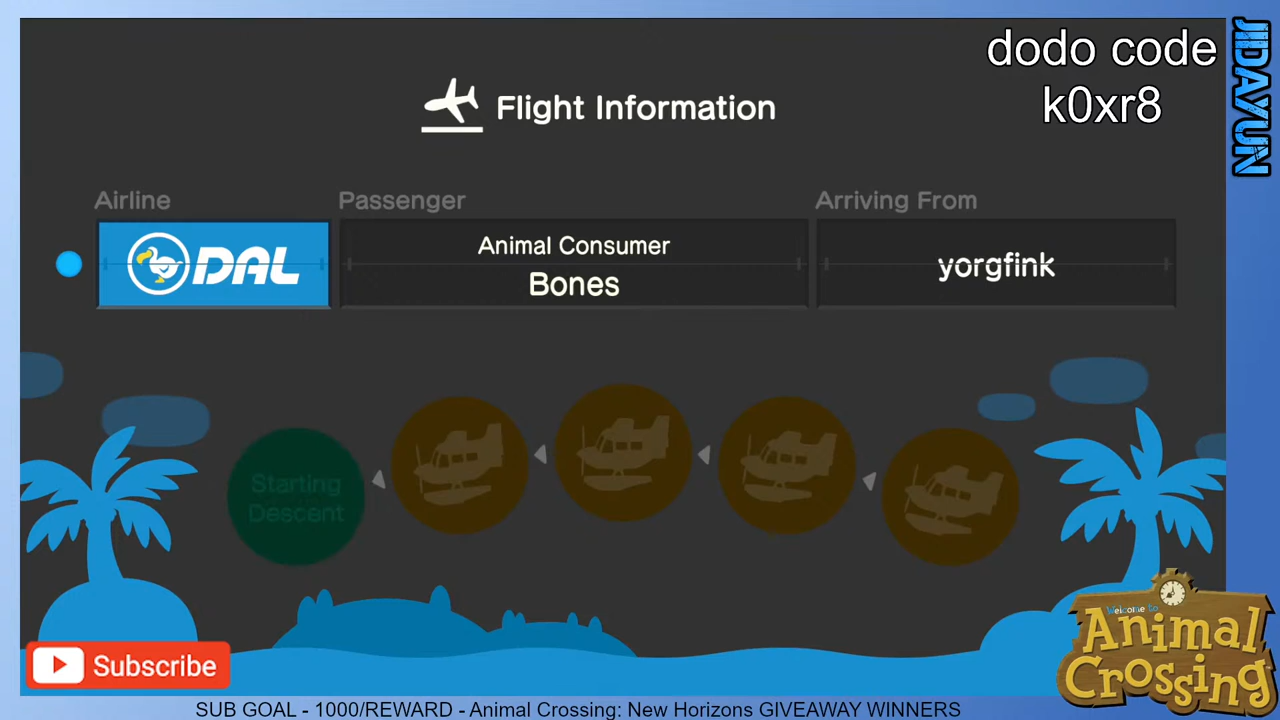 dodo code
k0xr8
JIDAVUN
Flight Information
Airline
Passenger
Arriving From
DAL
Animal Consumer
Bones
yorgfink
Starting
Descent
Welcome to
Animal
Crossing
Subscribe
SUB GOAL - 1000/REWARD - Animal Crossing: New Horizons GIVEAWAY WINNERS